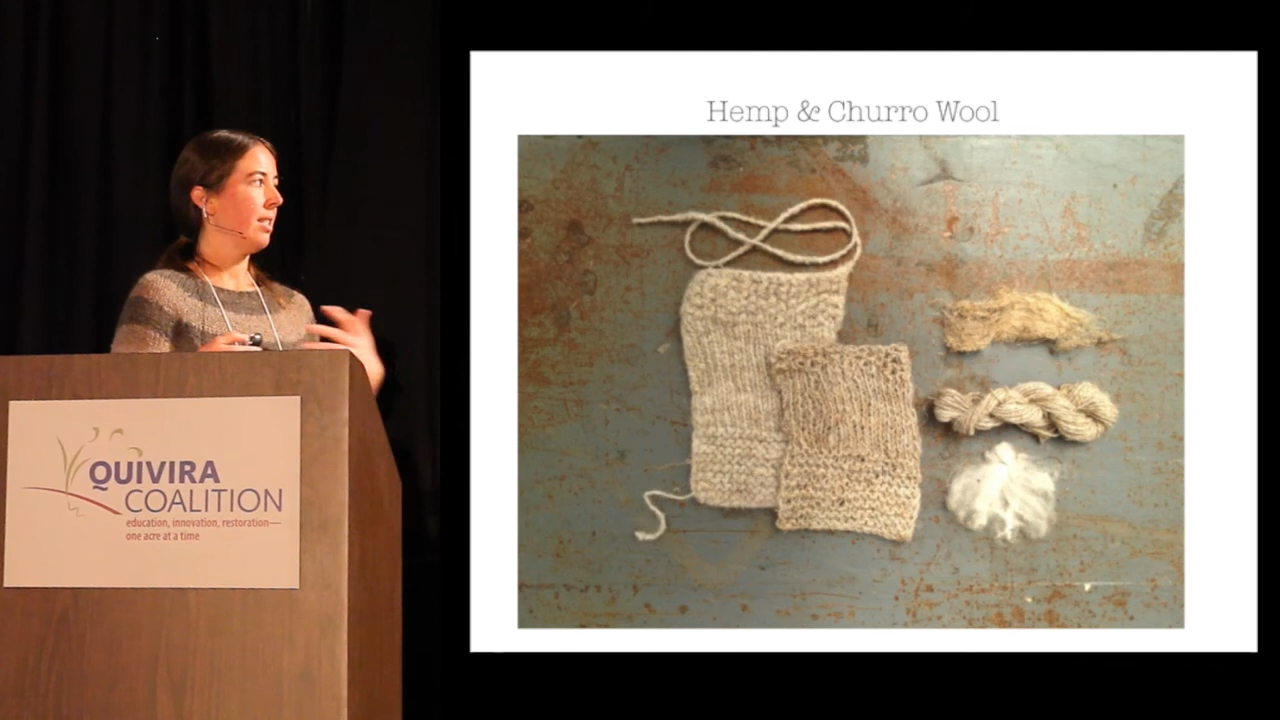 Hemp & Churro Wool
QUIVIRA
COALITION
education, innovation, restoration—
one acre at a time